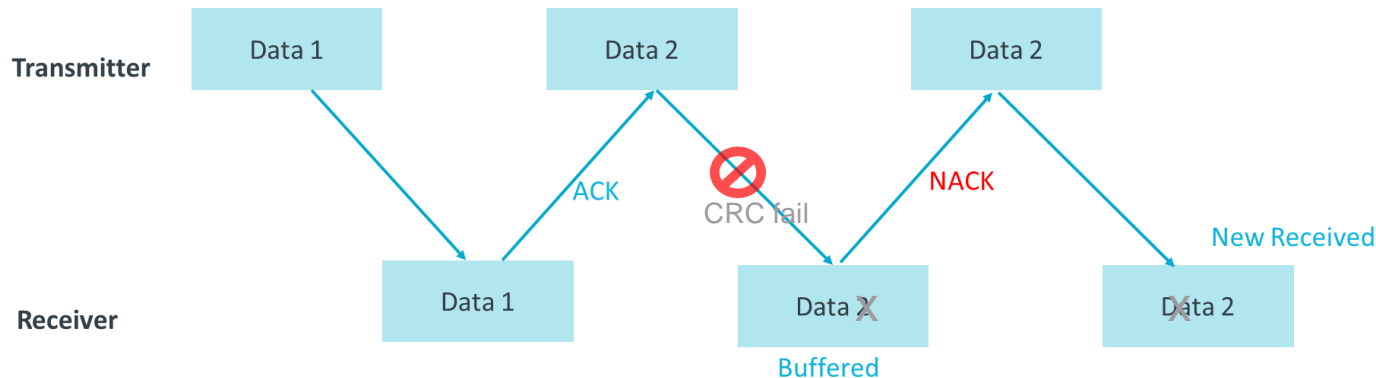 Data 1
Data 2
Data 2
Transmitter
ACK
NACK
CRC fail
New Received
Data 1
Data 2
X
Data 2
X
Receiver
Buffered